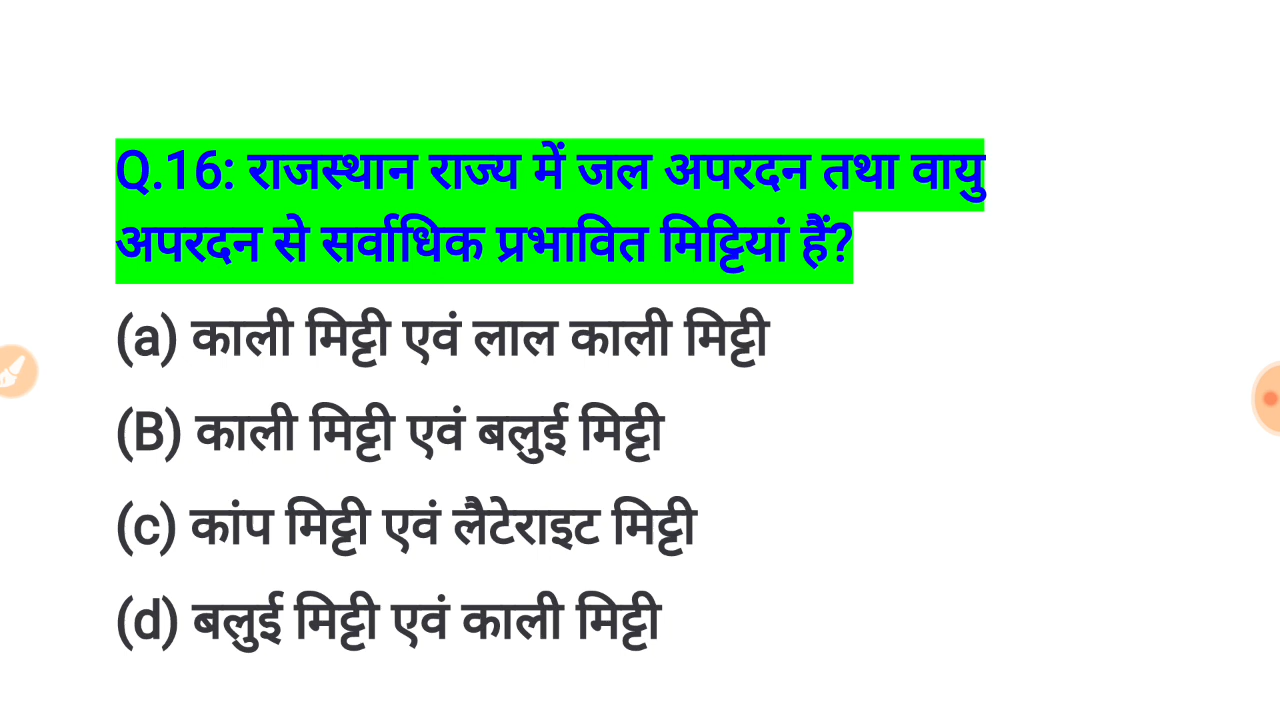 Q.16: राजस्थान राज्य में जल अपरदन तथा वायु
अपरदन से सर्वाधिक प्रभावित मिट्टियां हैं?
(a) काली मिट्टी एवं लाल काली मिट्टी
(B) काली मिट्टी एवं बलुई मिट्टी
(c) कांप मिट्टी एवं लैटेराइट मिट्टी
(d) बलुई मिट्टी एवं काली मिट्टी